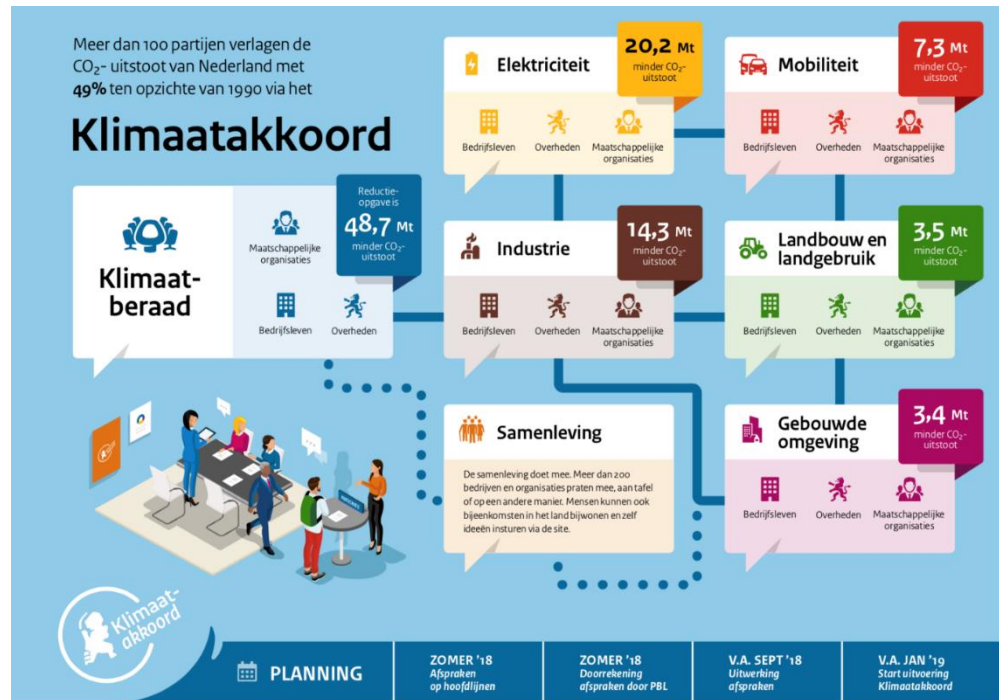 Meer dan 100 partijen verlagen de
CO₂- uitstoot van Nederland met
49% ten opzichte van 1990 via het
Klimaatakkoord
Klimaat-
beraad
Maatschappelijke
organisaties
Bedrijfsleven
Overheden
Reductie-
opgave is
48,7 Mt
minder CO₂-
uitstoot
Elektriciteit
20,2 Mt
minder CO₂-
uitstoot
Bedrijfsleven
Overheden
Maatschappelijke
organisaties
Mobiliteit
7,3 Mt
minder CO₂-
uitstoot
Bedrijfsleven
Overheden
Maatschappelijke
organisaties
Industrie
14,3 Mt
minder CO₂-
uitstoot
Bedrijfsleven
Overheden
Maatschappelijke
organisaties
Landbouw en
landgebruik
3,5 Mt
minder CO₂-
uitstoot
Bedrijfsleven
Overheden
Maatschappelijke
organisaties
Samenleving
De samenleving doet mee. Meer dan 200
bedrijven en organisaties praten mee, aan tafel
of op een andere manier. Mensen kunnen ook
bijeenkomsten in het land bijwonen en zelf
ideeën insturen via de site.
Gebouwde
omgeving
3,4 Mt
minder CO₂-
uitstoot
Bedrijfsleven
Overheden
Maatschappelijke
organisaties
Klimaat-
akkoord
PLANNING
ZOMER '18
Afspraken
op hoofdlijnen
ZOMER '18
Doorrekening
afspraken door PBL
V.A. SEPT '18
Uitwerking
afspraken
V.A. JAN '19
Start uitvoering
Klimaatakkoord